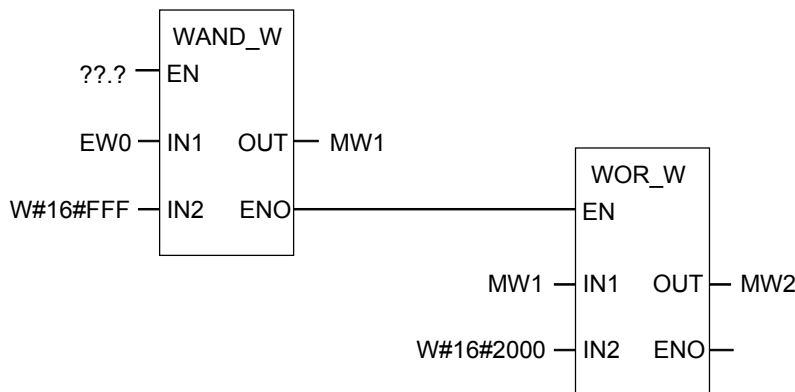 WAND_W
??.? EN
EW0 IN1 OUT MW1
W#16#FFF IN2 ENO
WOR_W
EN
MW1 IN1 OUT MW2
W#16#2000 IN2 ENO